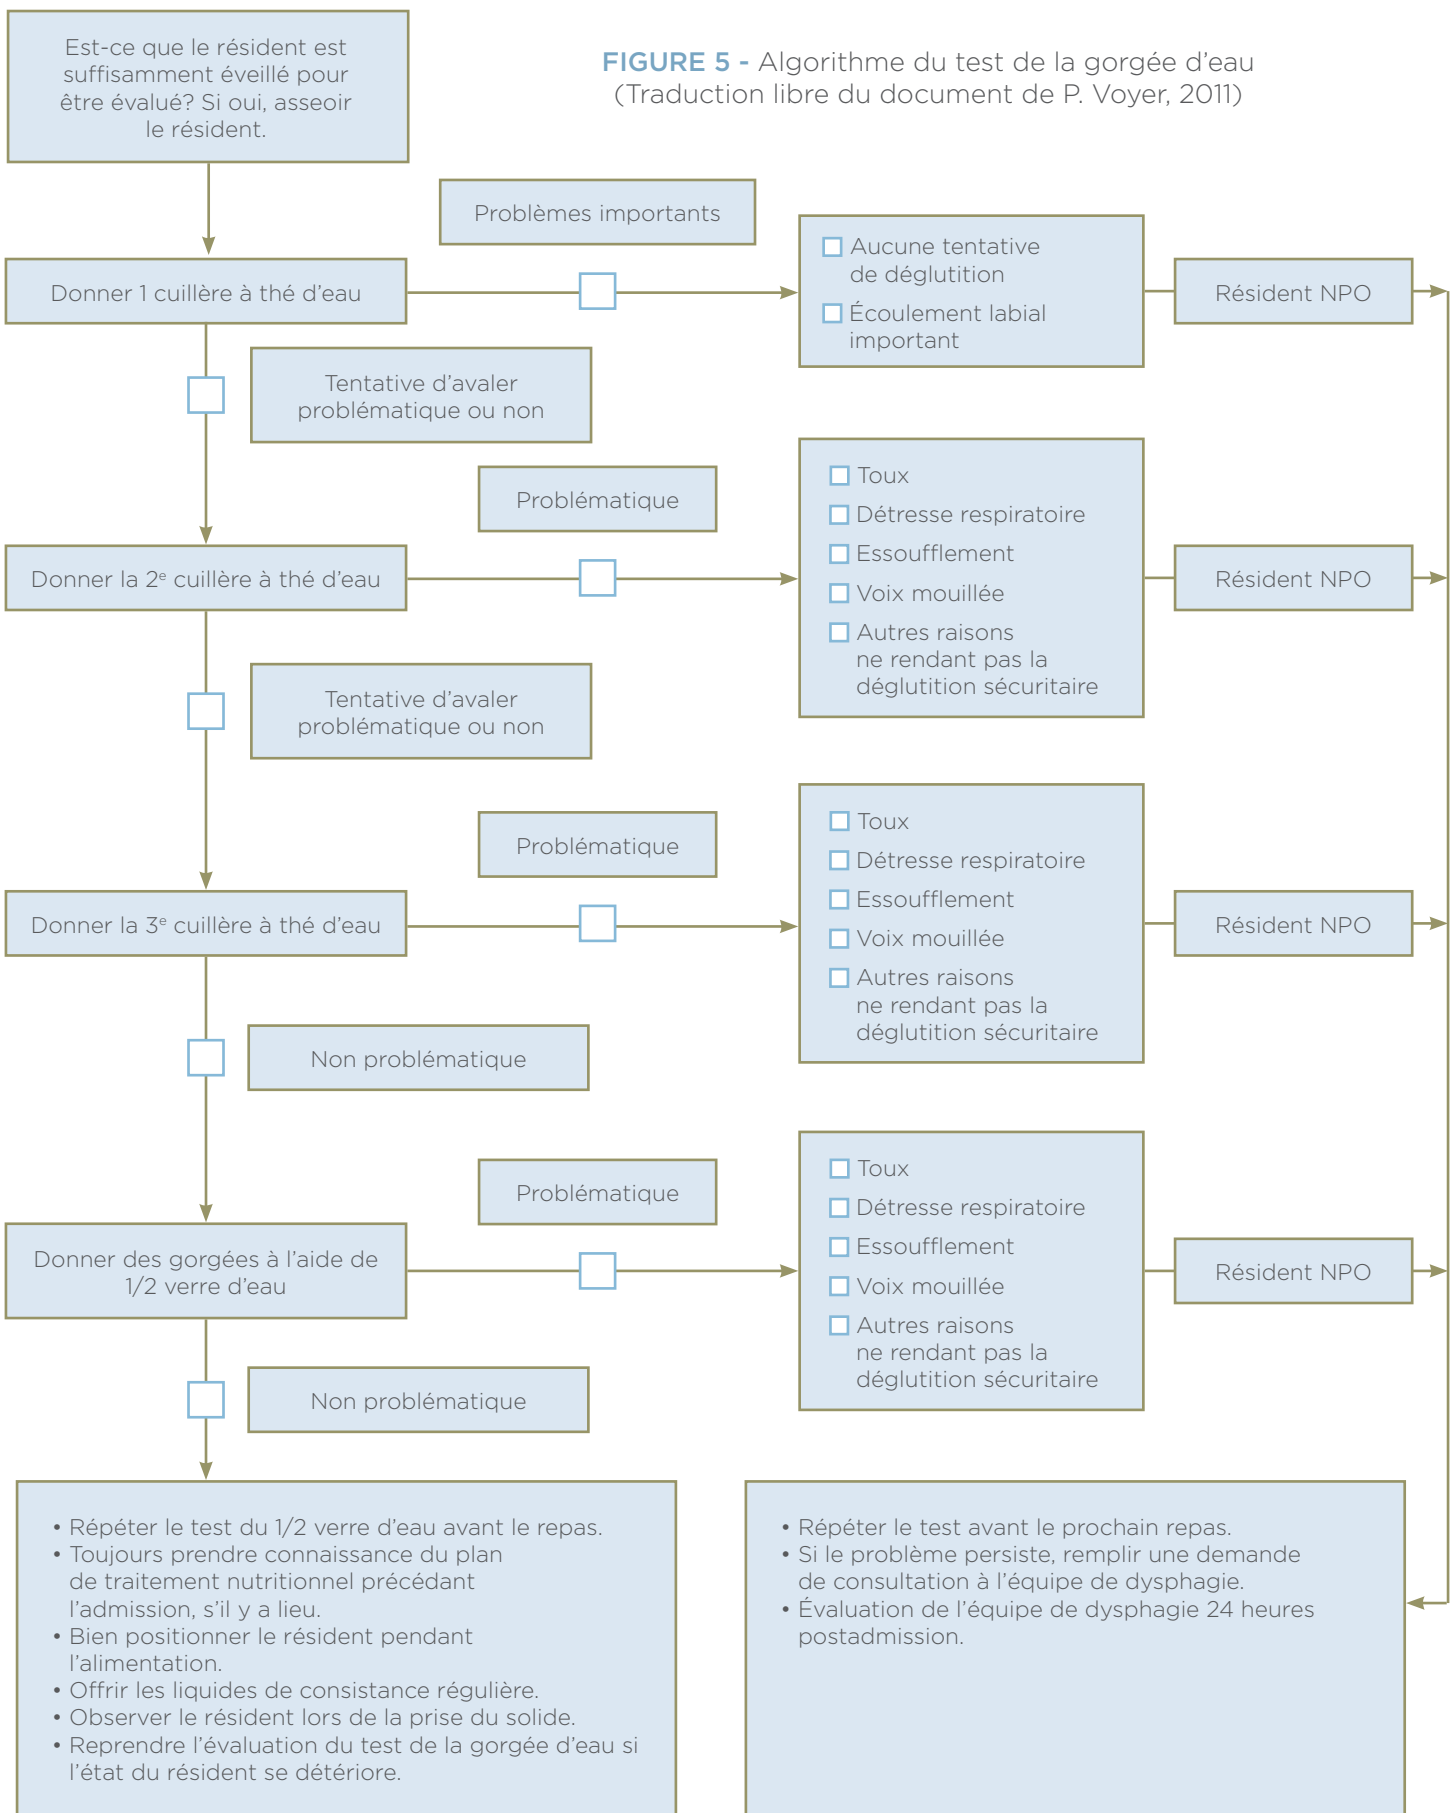 Est-ce que le résident est
suffisamment éveillé pour
être évalué? Si oui, asseoir
le résident.
FIGURE 5 - Algorithme du test de la gorgée d'eau
(Traduction libre du document de P. Voyer, 2011)
Problèmes importants
Donner 1 cuillère à thé d'eau
Aucune tentative
de déglutition
Écoulement labial
important
Résident NPO
Tentative d'avaler
problématique ou non
Problématique
Donner la 2e cuillère à thé d'eau
Toux
Détresse respiratoire
Essoufflement
Voix mouillée
Autres raisons
ne rendant pas la
déglutition sécuritaire
Résident NPO
Tentative d'avaler
problématique ou non
Problématique
Donner la 3e cuillère à thé d'eau
Toux
Détresse respiratoire
Essoufflement
Voix mouillée
Autres raisons
ne rendant pas la
déglutition sécuritaire
Résident NPO
Non problématique
Problématique
Donner des gorgées à l'aide de
1/2 verre d'eau
Toux
Détresse respiratoire
Essoufflement
Voix mouillée
Autres raisons
ne rendant pas la
déglutition sécuritaire
Résident NPO
Non problématique
• Répéter le test du 1/2 verre d'eau avant le repas.
• Toujours prendre connaissance du plan
de traitement nutritionnel précédant
l'admission, s'il y a lieu.
• Bien positionner le résident pendant
l'alimentation.
• Offrir les liquides de consistance régulière.
• Observer le résident lors de la prise du solide.
• Reprendre l'évaluation du test de la gorgée d'eau si
l'état du résident se détériore.
• Répéter le test avant le prochain repas.
• Si le problème persiste, remplir une demande
de consultation à l'équipe de dysphagie.
• Évaluation de l'équipe de dysphagie 24 heures
postadmission.